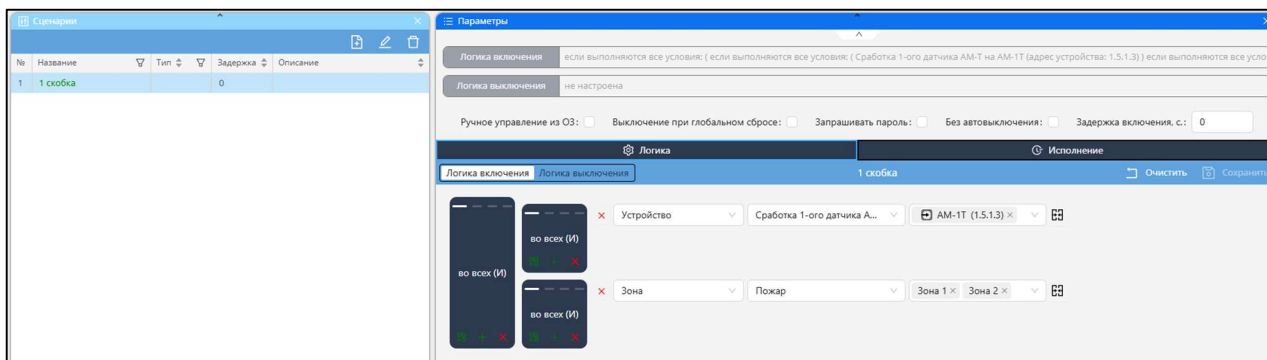 Сценарии
№ Название Тип Задержка Описание
1 1 скобка 0
Параметры
Логика включения если выполняются все условия: ( если выполняются все условия: ( Сработка 1-ого датчика АМ-Т на АМ-1Т (адрес устройства: 1.5.1.3) ) если выполняются все усло
Логика выключения не настроена
Ручное управление из ОЗ: Выключение при глобальном сбросе: Запрашивать пароль: Без автовыключения: Задержка включения, с.: 0
Логика Исполнение
Логика включения Логика выключения 1 скобка Очистить Сохранить
во всех (И)
во всех (И)
Устройство Сработка 1-ого датчика А... АМ-1Т (1.5.1.3) ×
во всех (И)
Зона Пожар Зона 1 × Зона 2 ×